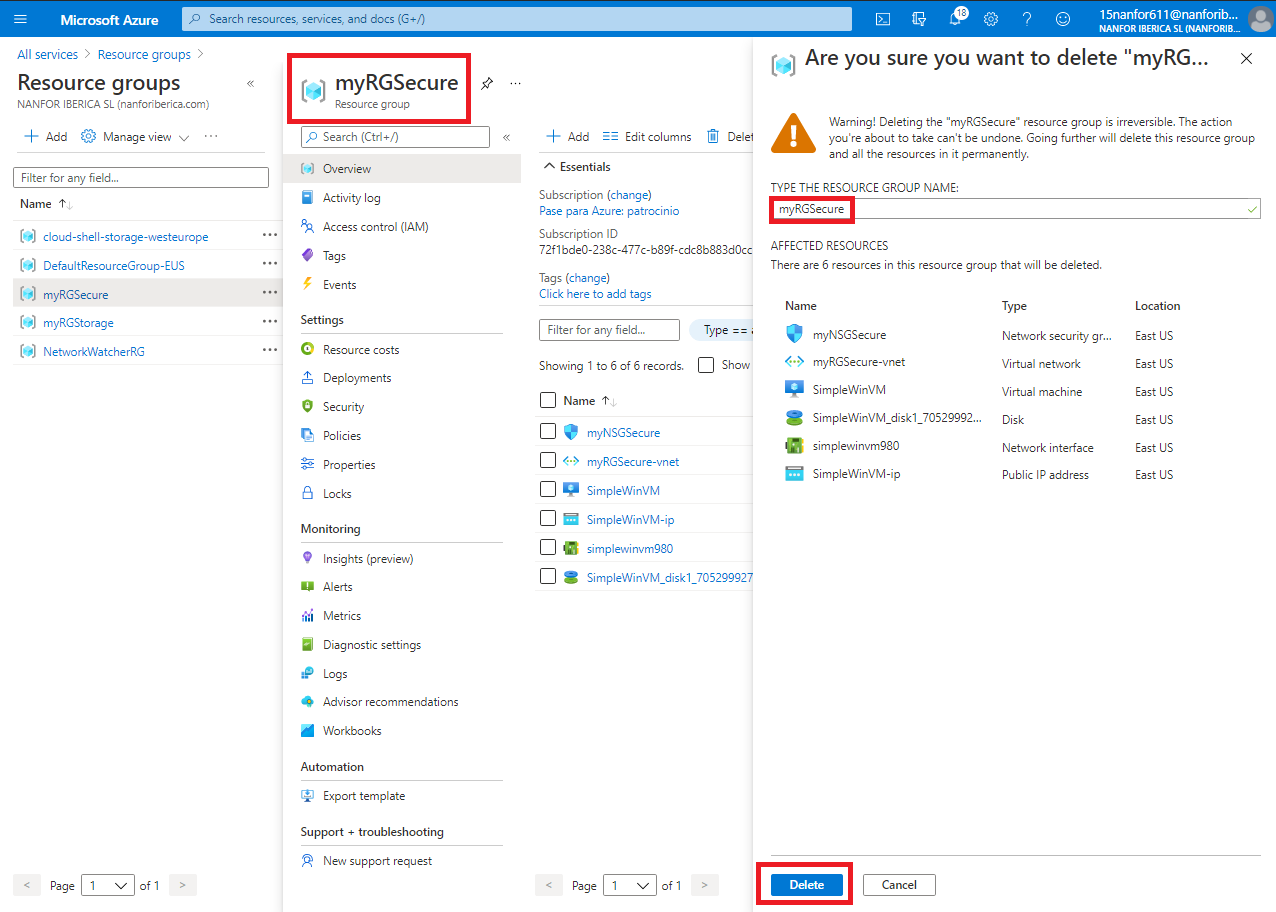 Microsoft Azure
Search resources, services, and docs (G+/)
18
15nanfor611@nanforib...
NANFOR IBERICA SL (NANFORIB...
All services > Resource groups >
Resource groups
NANFOR IBERICA SL (nanforiberica.com)
Add Manage view ...
Filter for any field...
Name
cloud-shell-storage-westeurope
DefaultResourceGroup-EUS
myRGSecure
myRGStorage
NetworkWatcherRG
< Page 1 of 1 >
myRGSecure
Resource group
Search (Ctrl+/)
Overview
Activity log
Access control (IAM)
Tags
Events
Settings
Resource costs
Deployments
Security
Policies
Properties
Locks
Monitoring
Insights (preview)
Alerts
Metrics
Diagnostic settings
Logs
Advisor recommendations
Workbooks
Automation
Export template
Support + troubleshooting
New support request
Add Edit columns Delet
Essentials
Subscription (change)
Pase para Azure: patrocinio
Subscription ID
72f1bde0-238c-477c-b89f-cdc8b883d0cc
Tags (change)
Click here to add tags
Filter for any field... Type == a
Showing 1 to 6 of 6 records. Show
Name
myNSGSecure
myRGSecure-vnet
SimpleWinVM
SimpleWinVM-ip
simplewinvm980
SimpleWinVM_disk1_705299927
< Page 1 of 1 >
Are you sure you want to delete "myRG...
Warning! Deleting the "myRGSecure" resource group is irreversible. The action
you're about to take can't be undone. Going further will delete this resource group
and all the resources in it permanently.
TYPE THE RESOURCE GROUP NAME:
myRGSecure
AFFECTED RESOURCES
There are 6 resources in this resource group that will be deleted.
Name Type Location
myNSGSecure Network security gr... East US
myRGSecure-vnet Virtual network East US
SimpleWinVM Virtual machine East US
SimpleWinVM_disk1_70529992... Disk East US
simplewinvm980 Network interface East US
SimpleWinVM-ip Public IP address East US
Delete Cancel